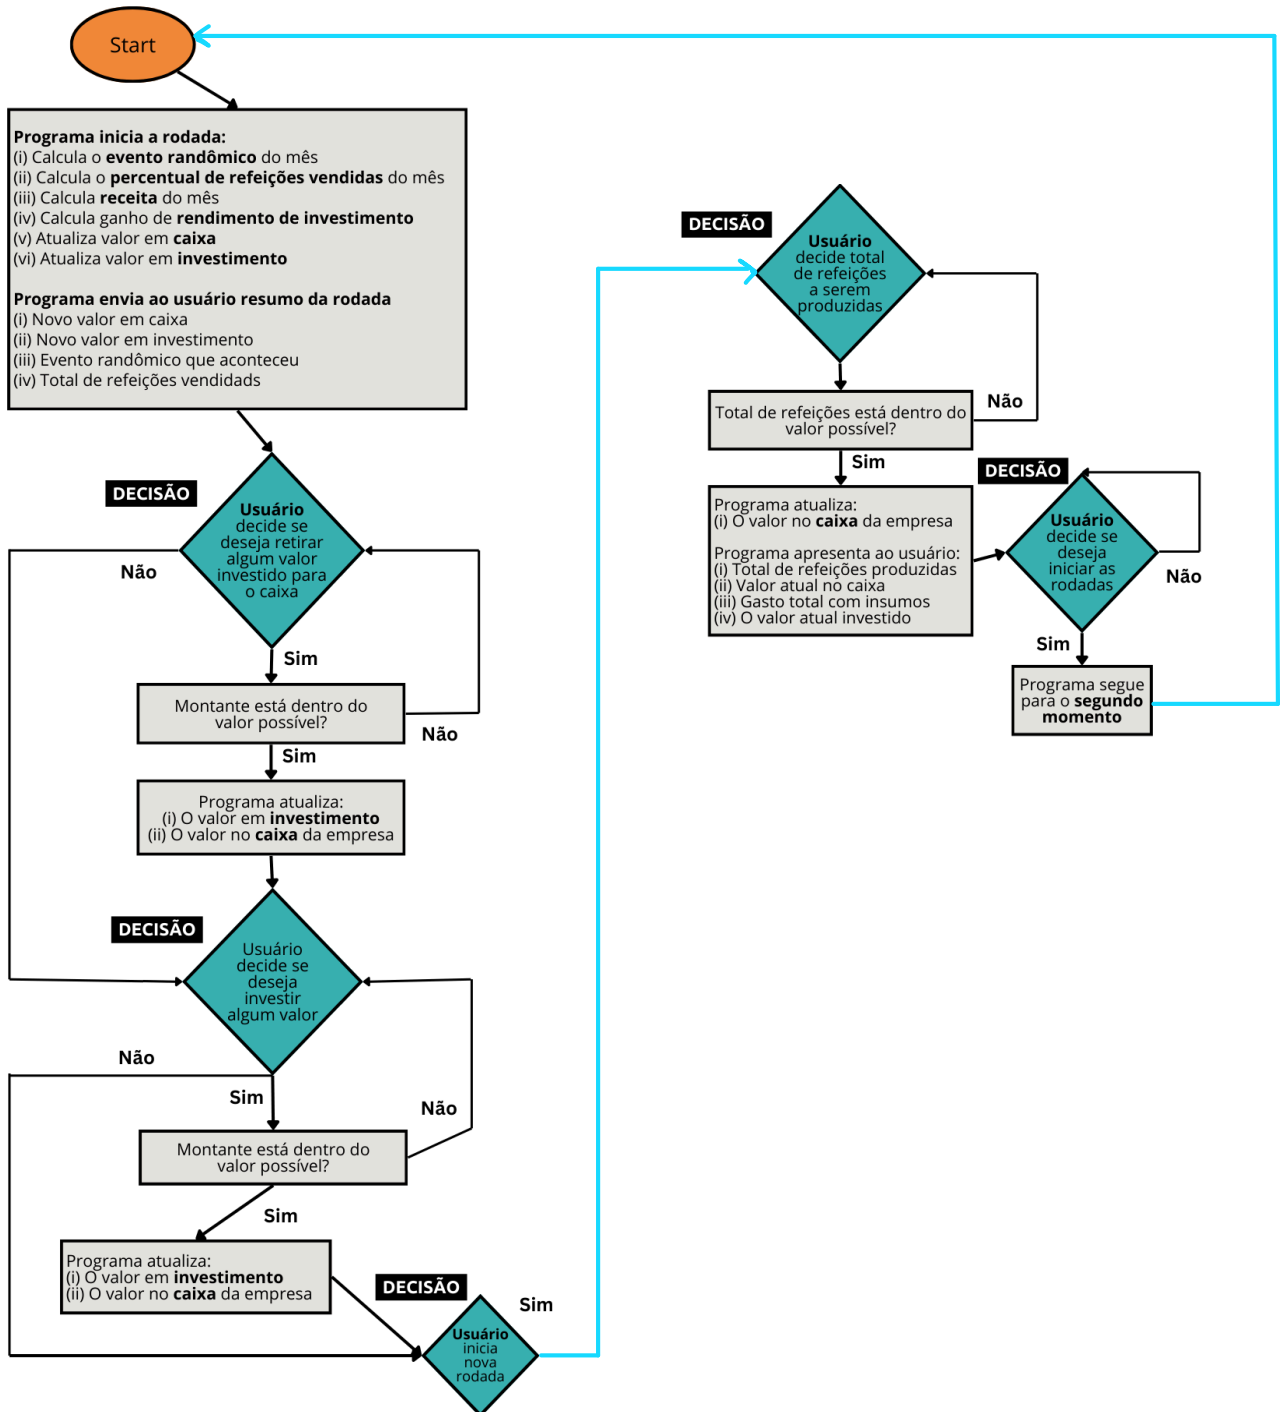 Start
Programa inicia a rodada:
(i) Calcula o evento randômico do mês
(ii) Calcula o percentual de refeições vendidas do mês
(iii) Calcula receita do mês
(iv) Calcula ganho de rendimento de investimento
(v) Atualiza valor em caixa
(vi) Atualiza valor em investimento
Programa envia ao usuário resumo da rodada
(i) Novo valor em caixa
(ii) Novo valor em investimento
(iii) Evento randômico que aconteceu
(iv) Total de refeições vendidads
DECISÃO
Usuário
decide se
deseja retirar
algum valor
investido para
o caixa
Não
Sim
Montante está dentro do
valor possível?
Não
Sim
Programa atualiza:
(i) O valor em investimento
(ii) O valor no caixa da empresa
DECISÃO
Usuário
decide se
deseja
investir
algum valor
Não
Sim
Não
Montante está dentro do
valor possível?
Sim
Programa atualiza:
(i) O valor em investimento
(ii) O valor no caixa da empresa
DECISÃO
Sim
Usuário
inicia
nova
rodada
DECISÃO
Usuário
decide total
de refeições
a serem
produzidas
Total de refeições está dentro do
valor possível?
Não
Sim
Programa atualiza:
(i) O valor no caixa da empresa
Programa apresenta ao usuário:
(i) Total de refeições produzidas
(ii) Valor atual no caixa
(iii) Gasto total com insumos
(iv) O valor atual investido
DECISÃO
Usuário
decide se
deseja
iniciar as
rodadas
Não
Sim
Programa segue
para o segundo
momento